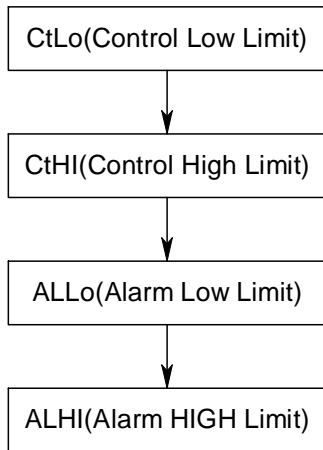 CtLo(Control Low Limit)
CtHI(Control High Limit)
ALLo(Alarm Low Limit)
ALHI(Alarm HIGH Limit)